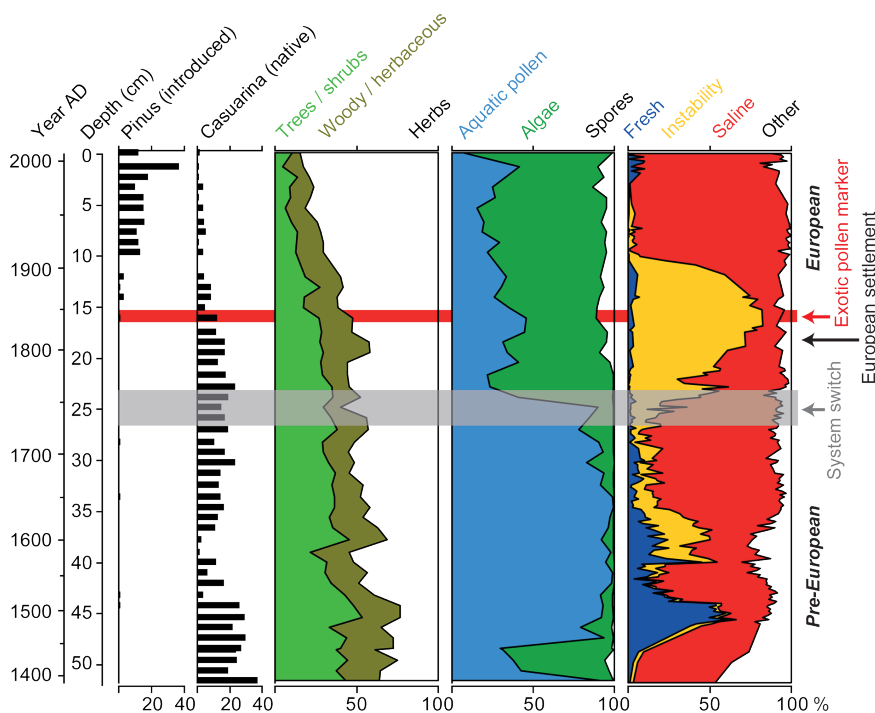 Year AD
Depth (cm)
Pinus (introduced)
Casuarina (native)
Trees / shrubs
Woody / herbaceous
Herbs
Aquatic pollen
Algae
Spores
Fresh
Instability
Saline
Other
2000
1900
1800
1700
1600
1500
1400
0
5
10
15
20
25
30
35
40
45
50
European
Pre-European
Exotic pollen marker
European settlement
System switch
20 40
20 40
50 100
50 100
50 100 %